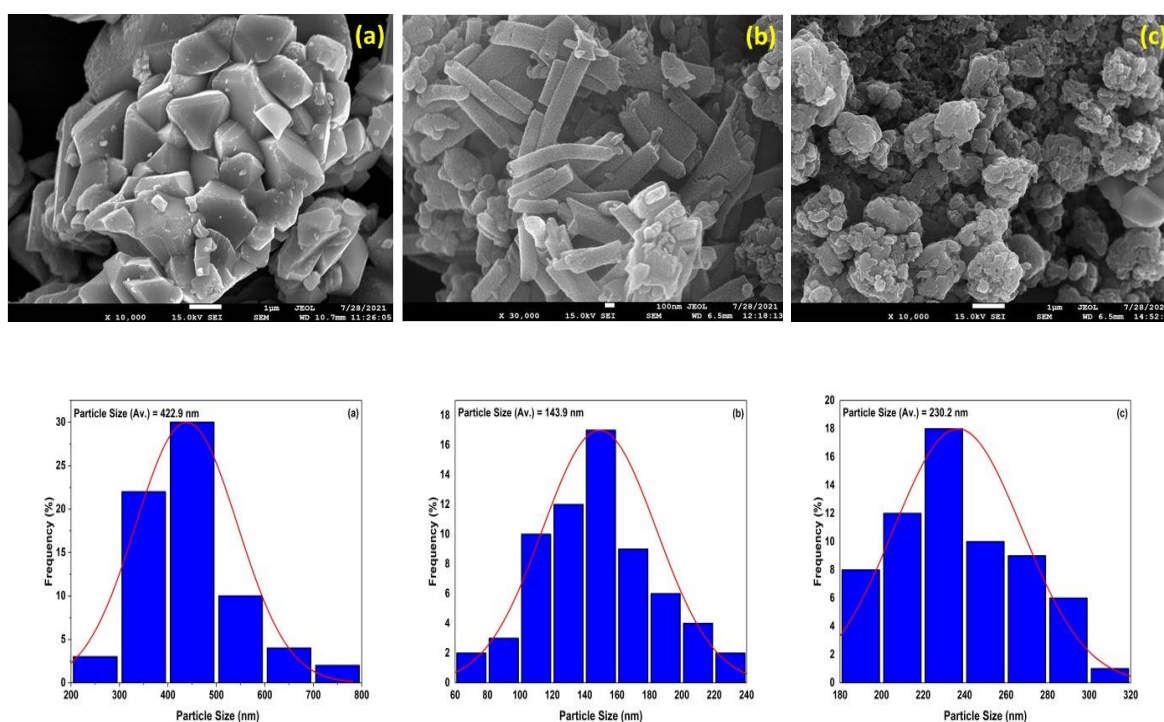 (a)
1µm JEOL 7/28/2021
X 10,000 15.0kV SEI SEM WD 10.7mm 11:26:05
(b)
100nm JEOL 7/28/2021
X 30,000 15.0kV SEI SEM WD 6.5mm 12:18:13
(c)
1µm JEOL 7/28/202
X 10,000 15.0kV SEI SEM WD 6.5mm 14:52:
Particle Size (Av.) = 422.9 nm (a)
30
25
20
15
10
5
0
Frequency (%)
200 300 400 500 600 700 800
Particle Size (nm)
Particle Size (Av.) = 143.9 nm (b)
18
16
14
12
10
8
6
4
2
0
Frequency (%)
60 80 100 120 140 160 180 200 220 240
Particle Size (nm)
Particle Size (Av.) = 230.2 nm (c)
20
18
16
14
12
10
8
6
4
2
0
Frequency (%)
180 200 220 240 260 280 300 320
Particle Size (nm)